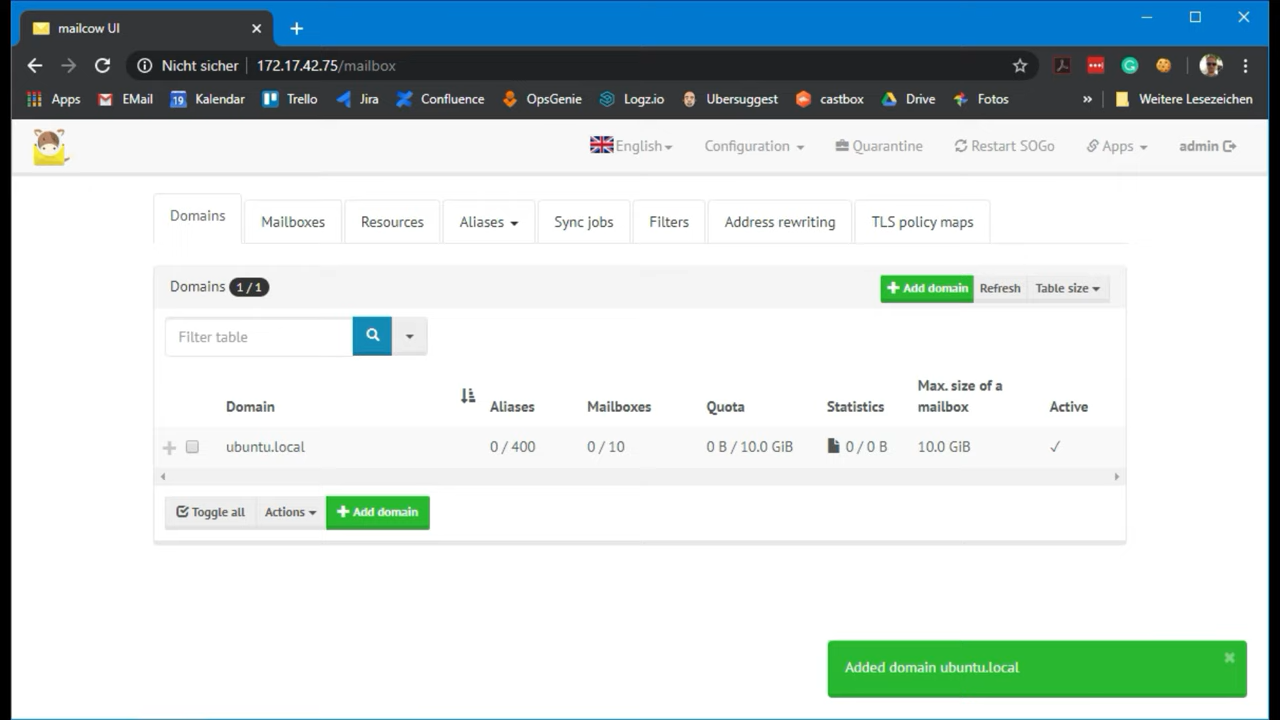 mailcow UI
Nicht sicher 172.17.42.75/mailbox
Apps EMail 19 Kalendar Trello Jira Confluence OpsGenie Logz.io Ubersuggest castbox Drive Fotos » Weitere Lesezeichen
English Configuration Quarantine Restart SOGo Apps admin
Domains Mailboxes Resources Aliases Sync jobs Filters Address rewriting TLS policy maps
Domains 1 / 1 Add domain Refresh Table size
Filter table
Domain Aliases Mailboxes Quota Statistics Max. size of a
mailbox Active
ubuntu.local 0 / 400 0 / 10 0 B / 10.0 GiB 0 / 0 B 10.0 GiB ✓
Toggle all Actions Add domain
Added domain ubuntu.local